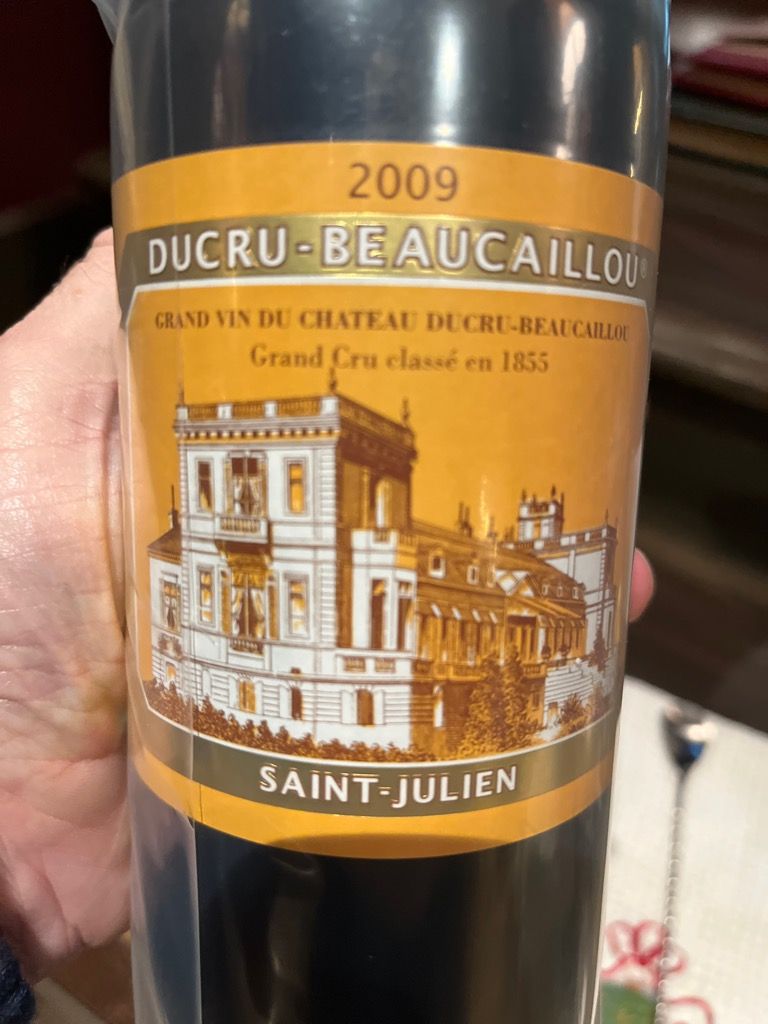 2009
DUCRU-BEAUCAILLOU®
GRAND VIN DU CHATEAU DUCRU-BEAUCAILLOU
Grand Cru classé en 1855
SAINT-JULIEN